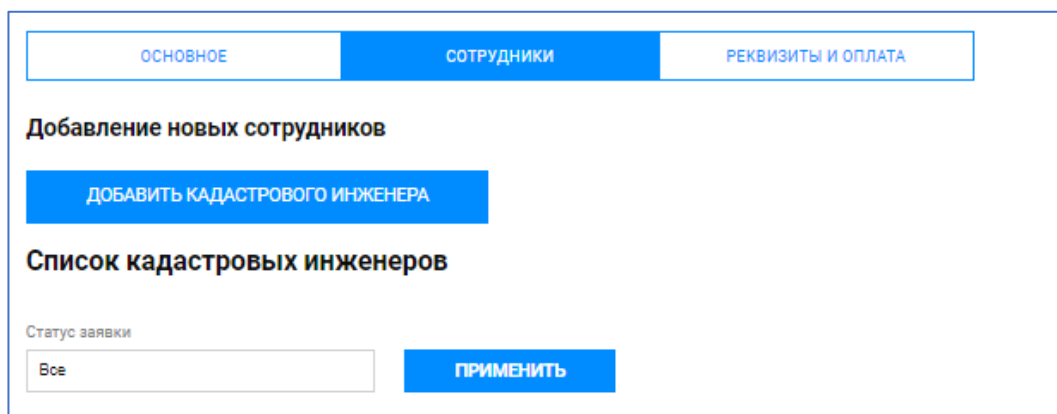 ОСНОВНОЕ СОТРУДНИКИ РЕКВИЗИТЫ И ОПЛАТА
Добавление новых сотрудников
ДОБАВИТЬ КАДАСТРОВОГО ИНЖЕНЕРА
Список кадастровых инженеров
Статус заявки
Все ПРИМЕНИТЬ